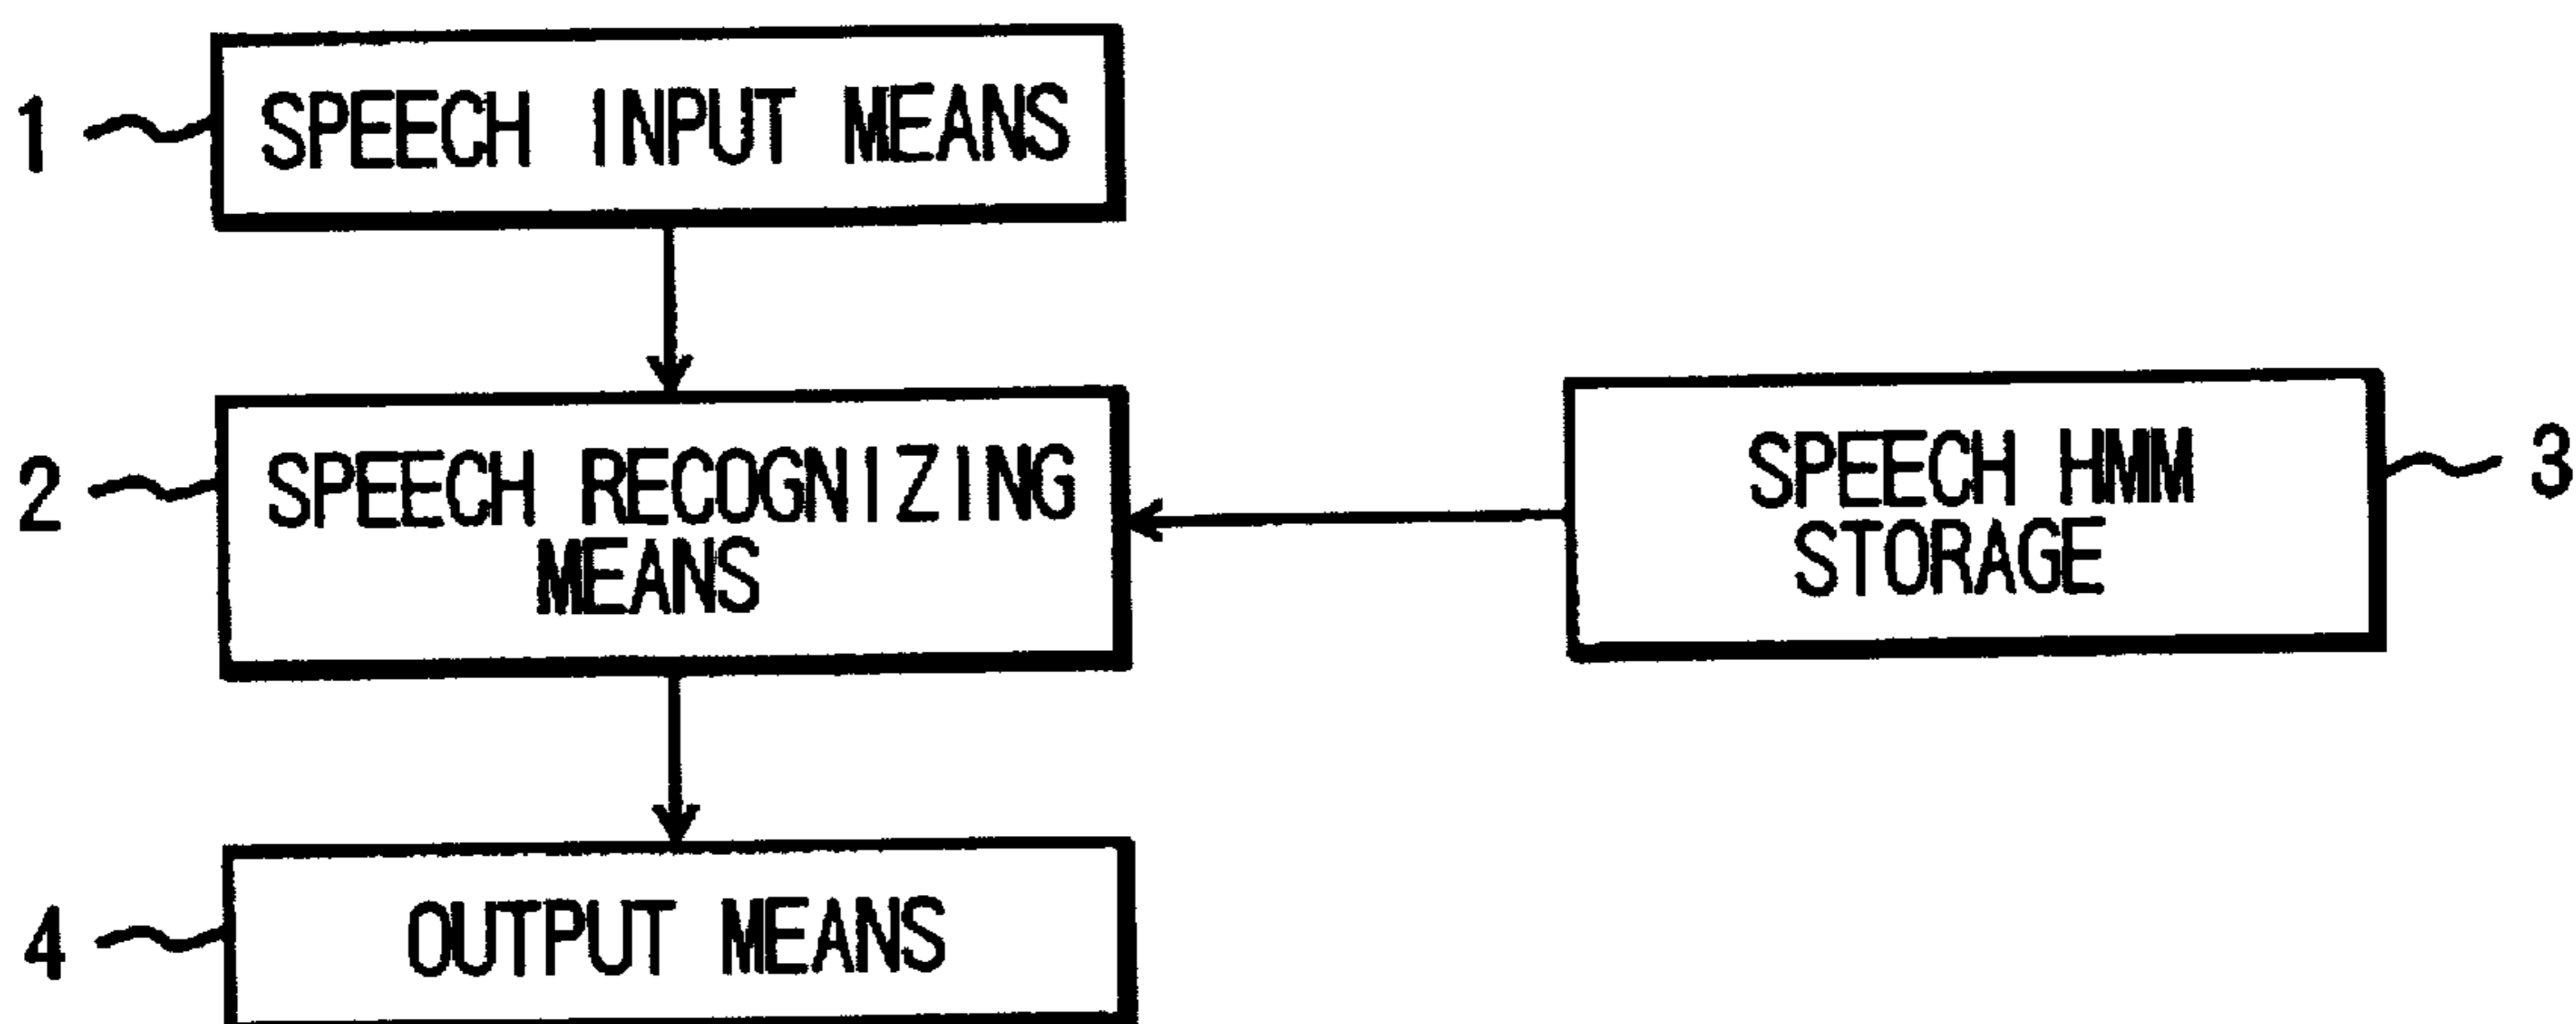 1
SPEECH INPUT MEANS
2
SPEECH RECOGNIZING
MEANS
SPEECH HMM
STORAGE
3
4
OUTPUT MEANS